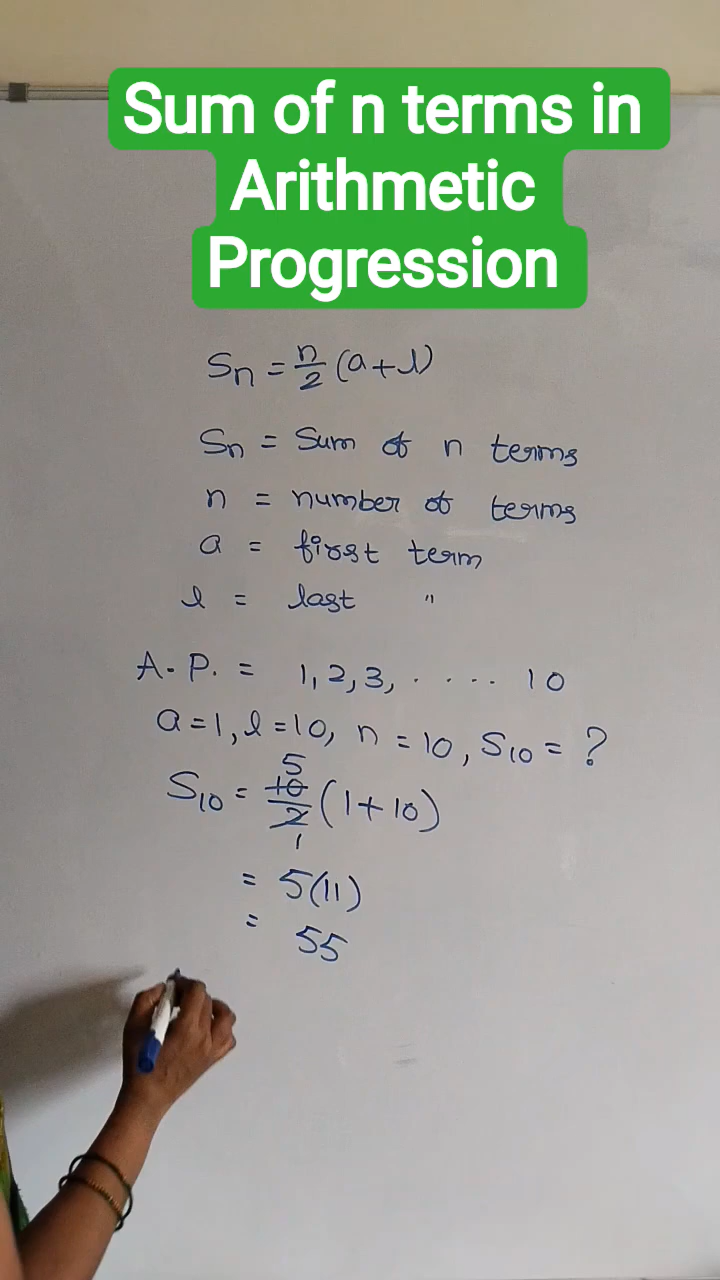 Sum of n terms in
Arithmetic
Progression
Sn = n/2 (a+l)
Sn = Sum of n terms
n = number of terms
a = first term
l = last "
A.P. = 1, 2, 3, . . . . . 10
a=1, l=10, n=10, S10 = ?
5
S10 = 10/2 (1+10)
1
= 5(11)
= 55